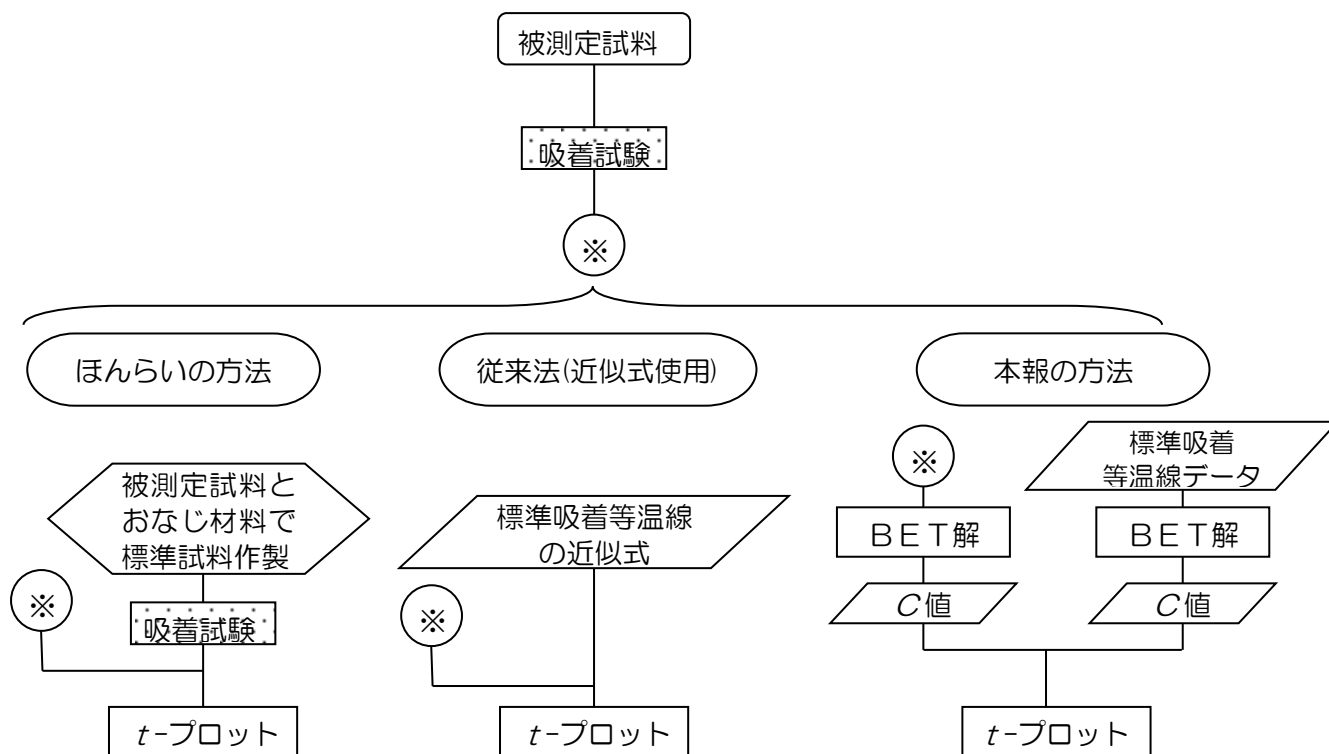 被測定試料
吸着試験
※
ほんらいの方法
従来法(近似式使用)
本報の方法
被測定試料と
おなじ材料で
標準試料作製
※
吸着試験
t-プロット
標準吸着等温線
の近似式
※
t-プロット
※
BET解
C値
標準吸着
等温線データ
BET解
C値
t-プロット